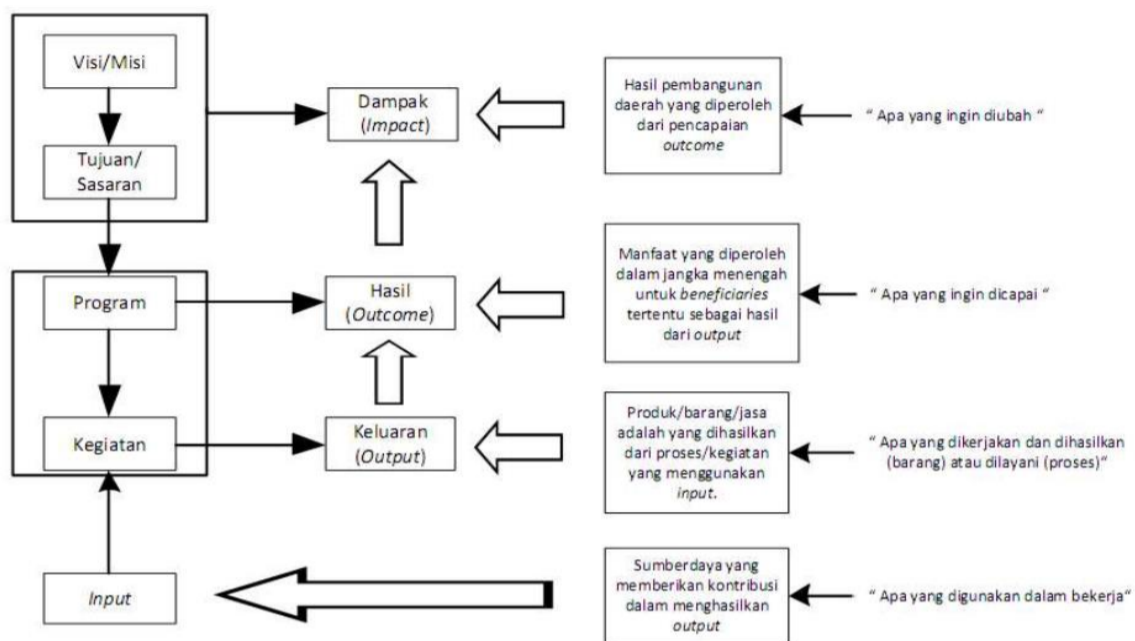 Visi/Misi
Tujuan/
Sasaran
Dampak
(Impact)
Hasil pembangunan
daerah yang diperoleh
dari pencapaian
outcome
“ Apa yang ingin diubah “
Program
Hasil
(Outcome)
Manfaat yang diperoleh
dalam jangka menengah
untuk beneficiaries
tertentu sebagai hasil
dari output
“ Apa yang ingin dicapai “
Kegiatan
Keluaran
(Output)
Produk/barang/jasa
adalah yang dihasilkan
dari proses/kegiatan
yang menggunakan
input.
“ Apa yang dikerjakan dan dihasilkan
(barang) atau dilayani (proses)“
Input
Sumberdaya yang
memberikan kontribusi
dalam menghasilkan
output
“ Apa yang digunakan dalam bekerja“